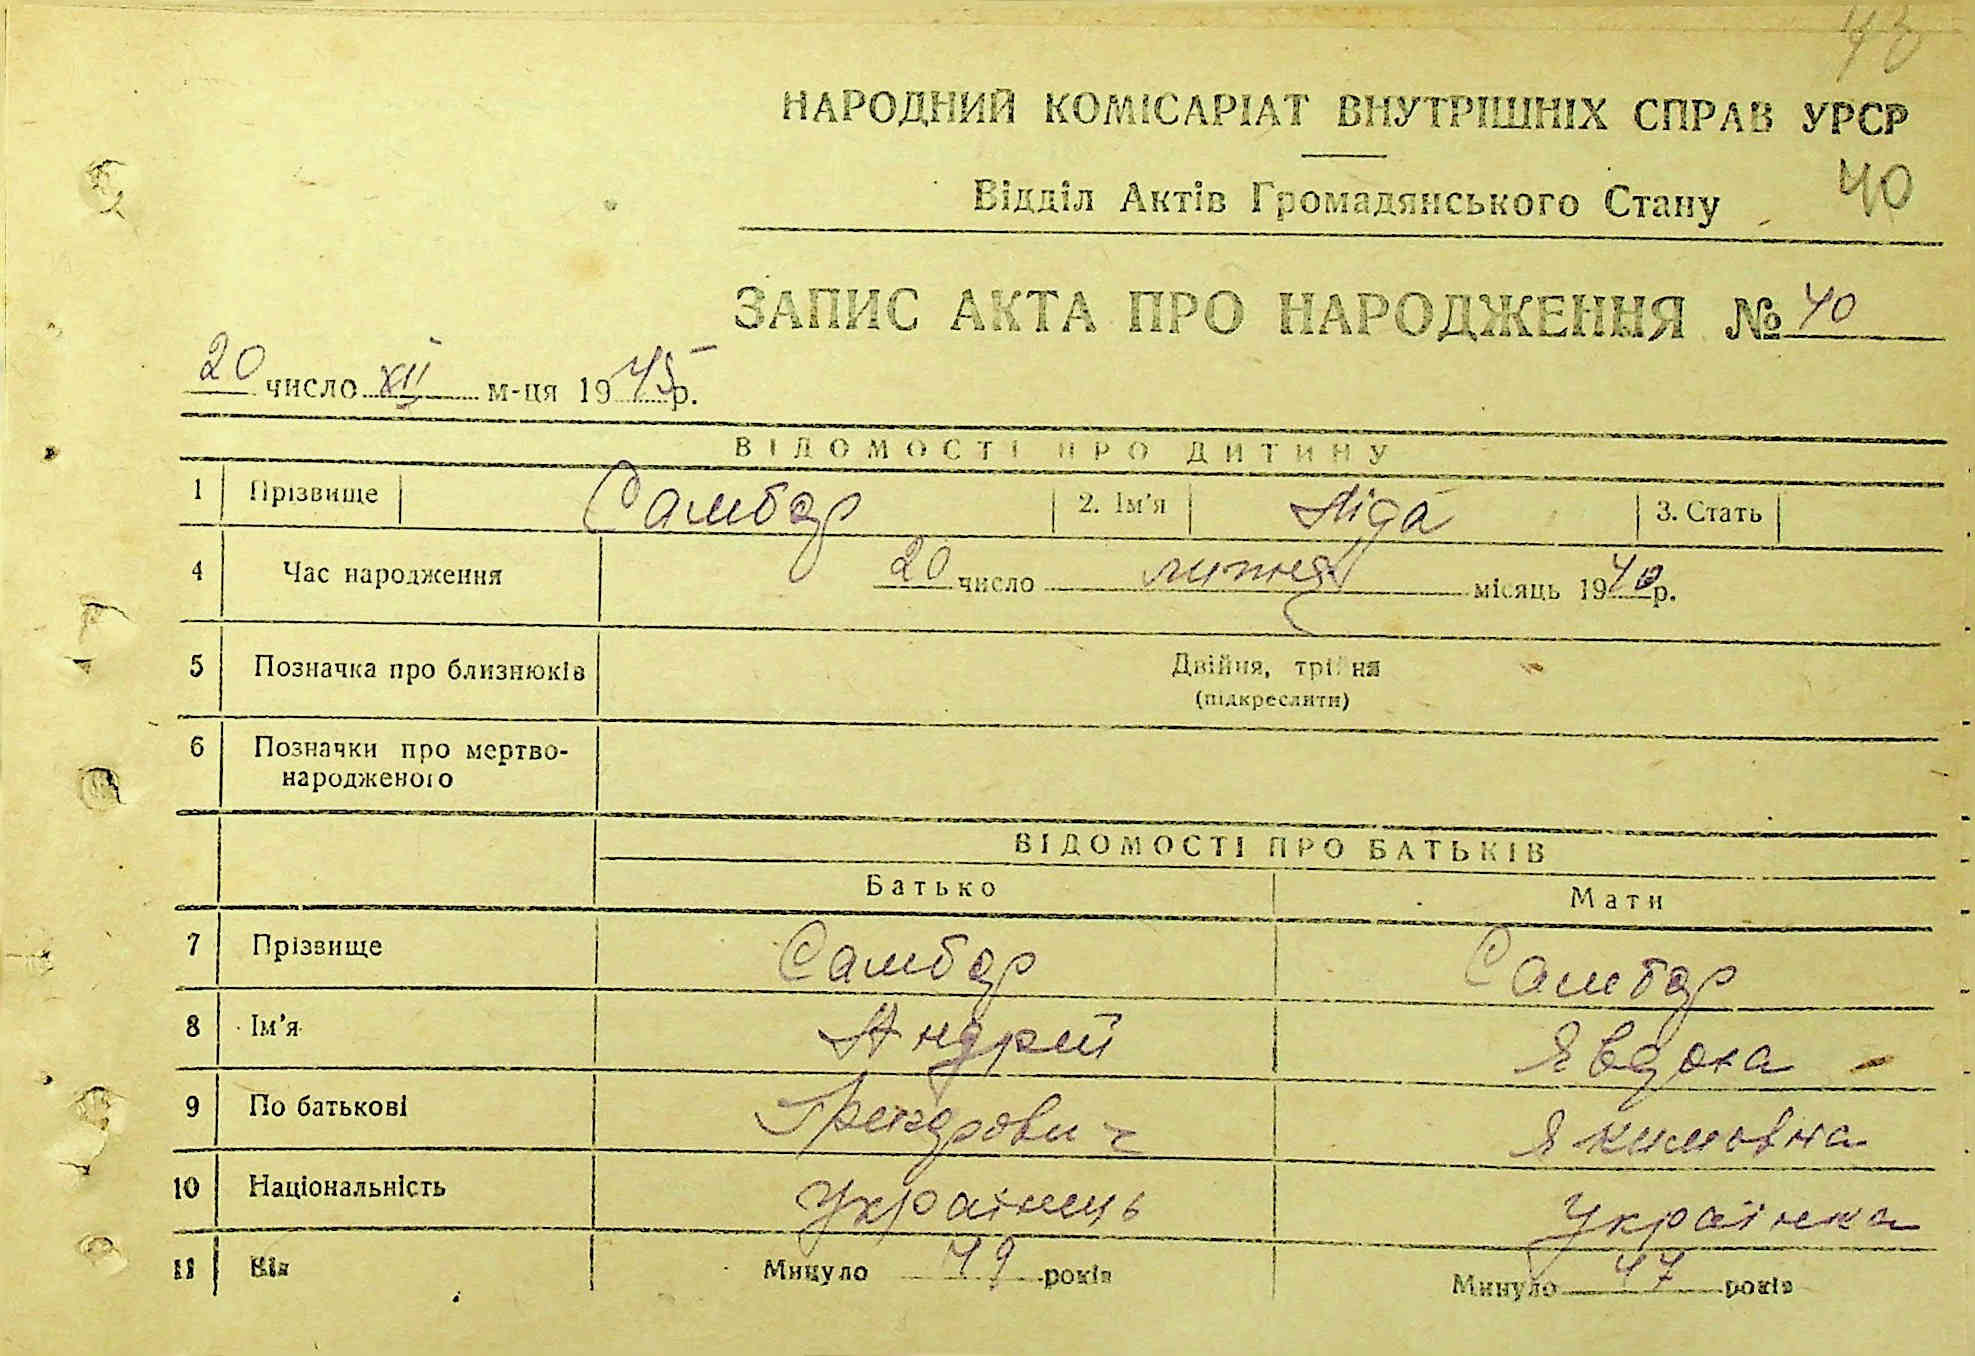 43
НАРОДНИЙ КОМІСАРІАТ ВНУТРІШНІХ СПРАВ УРСР
Відділ Актів Громадянського Стану 40
ЗАПИС АКТА ПРО НАРОДЖЕННЯ № 40
20 число XII м-ця 1945 р.
ВІДОМОСТІ ПРО ДИТИНУ
1 Прізвище Самбор 2. Ім'я Ліда 3. Стать
4 Час народження 20 число липня місяць 1940 р.
5 Позначка про близнюків Двійня, трійня
(підкреслити)
6 Позначки про мертво-
народженого
ВІДОМОСТІ ПРО БАТЬКІВ
Батько Мати
7 Прізвище Самбор Самбор
8 Ім'я Андрей Явдоха
9 По батькові Якимовна
10 Національність Українець Українка
11 Вік Минуло 49 років Минуло 47 років